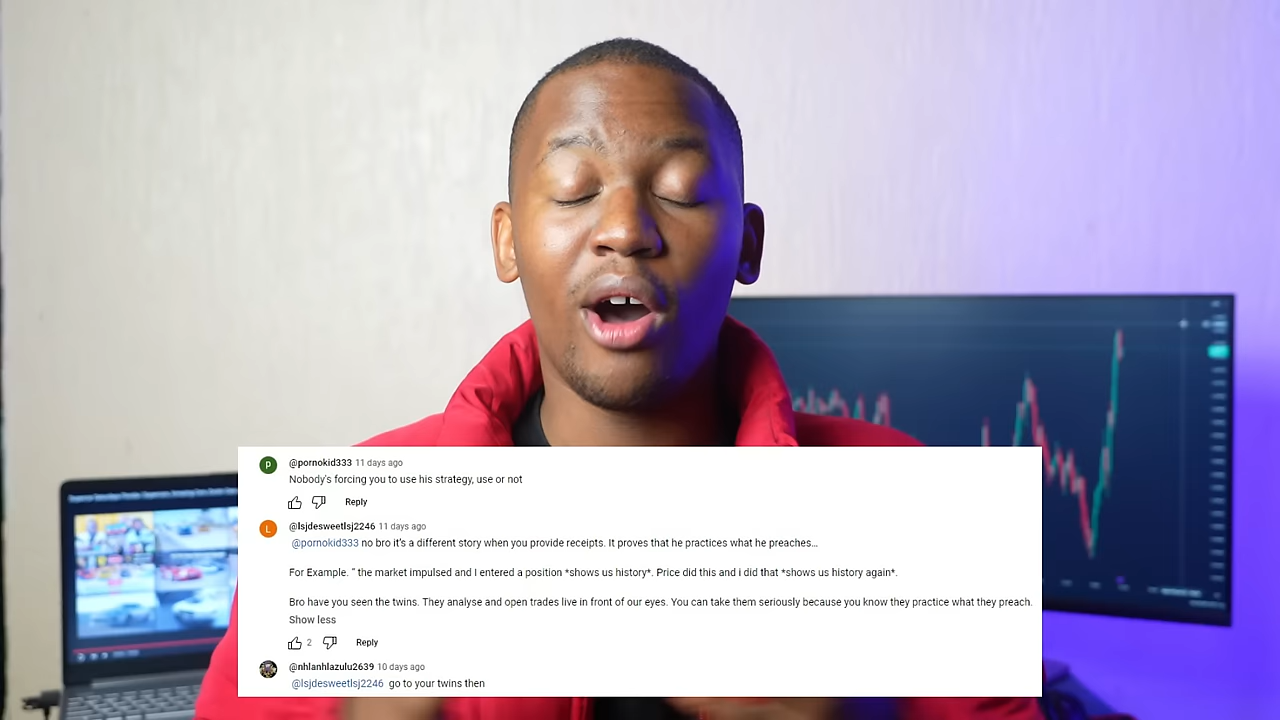 @pornokid333 11 days ago
Nobody's forcing you to use his strategy, use or not
Reply
@lsjdesweetlsj2246 11 days ago
@pornokid333 no bro it's a different story when you provide receipts. It proves that he practices what he preaches...
For Example. " the market impulsed and I entered a position *shows us history*. Price did this and i did that *shows us history again*.
Bro have you seen the twins. They analyse and open trades live in front of our eyes. You can take them seriously because you know they practice what they preach.
Show less
2 Reply
@nhlanhlazulu2639 10 days ago
@lsjdesweetlsj2246 go to your twins then
P
L